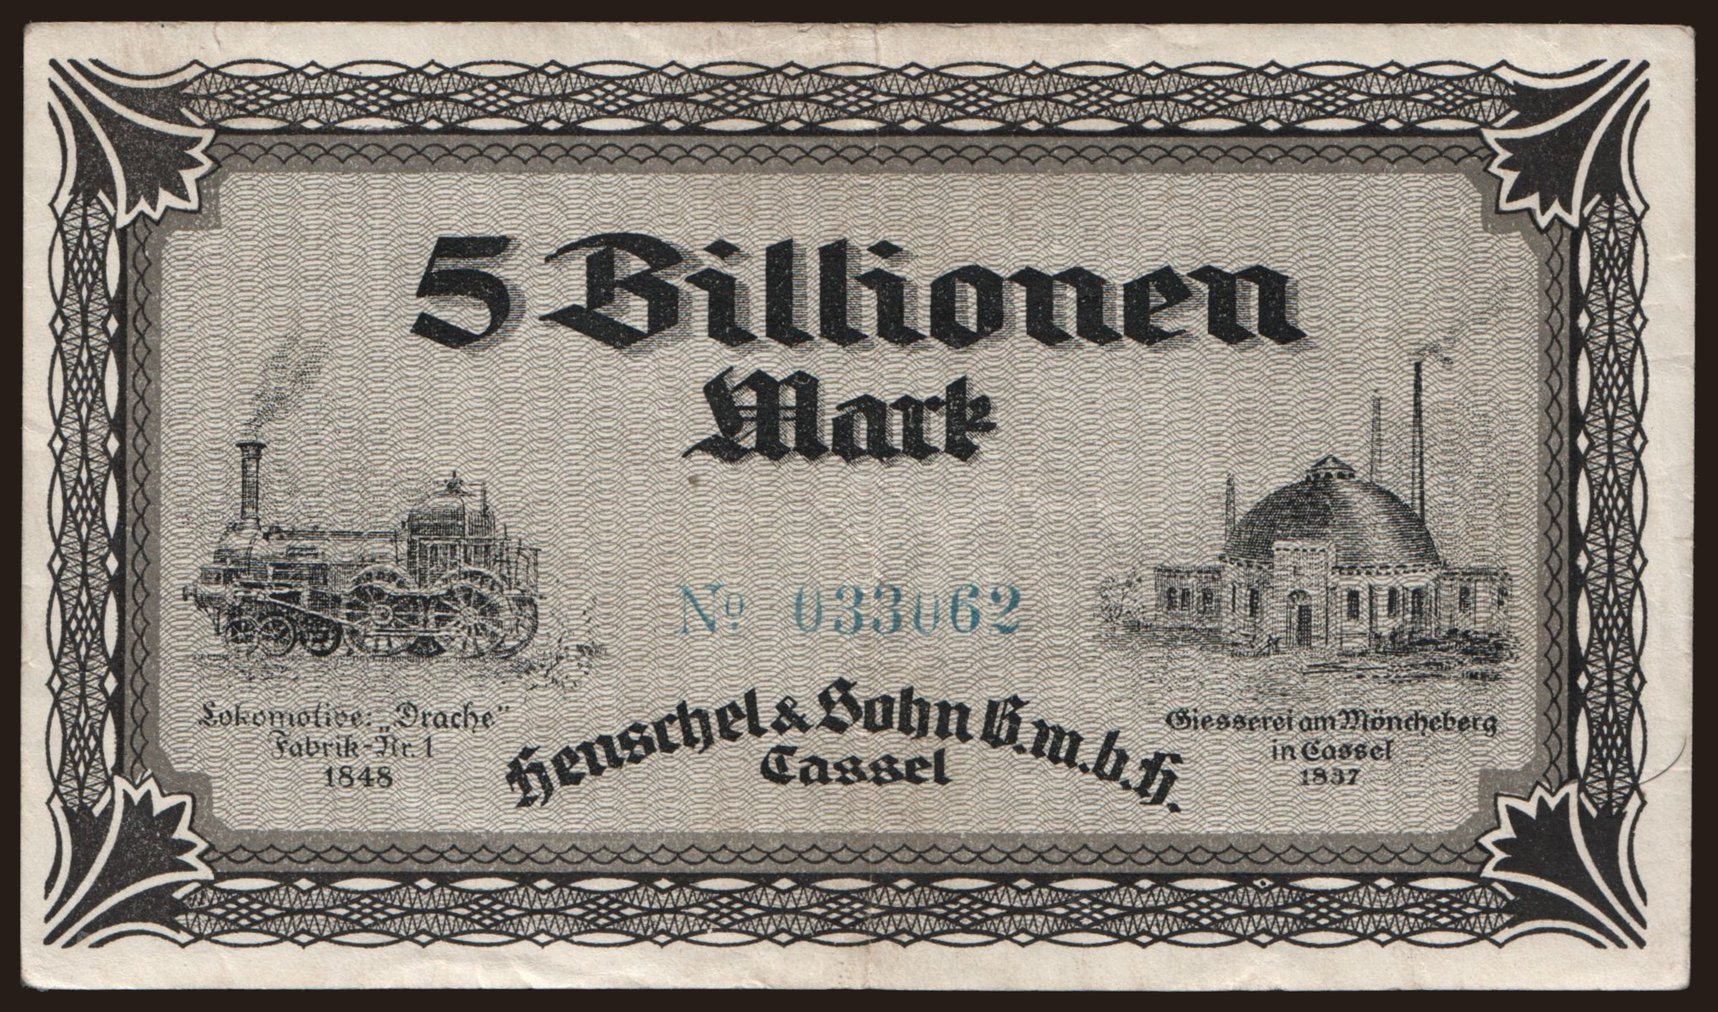 5 Billionen
Mark
Nº 033062
Lokomotive: „Drache"
Fabrik-Nr. 1
1848
Henschel & Sohn G.m.b.H.
Cassel
Giesserei am Möncheberg
in Cassel
1837